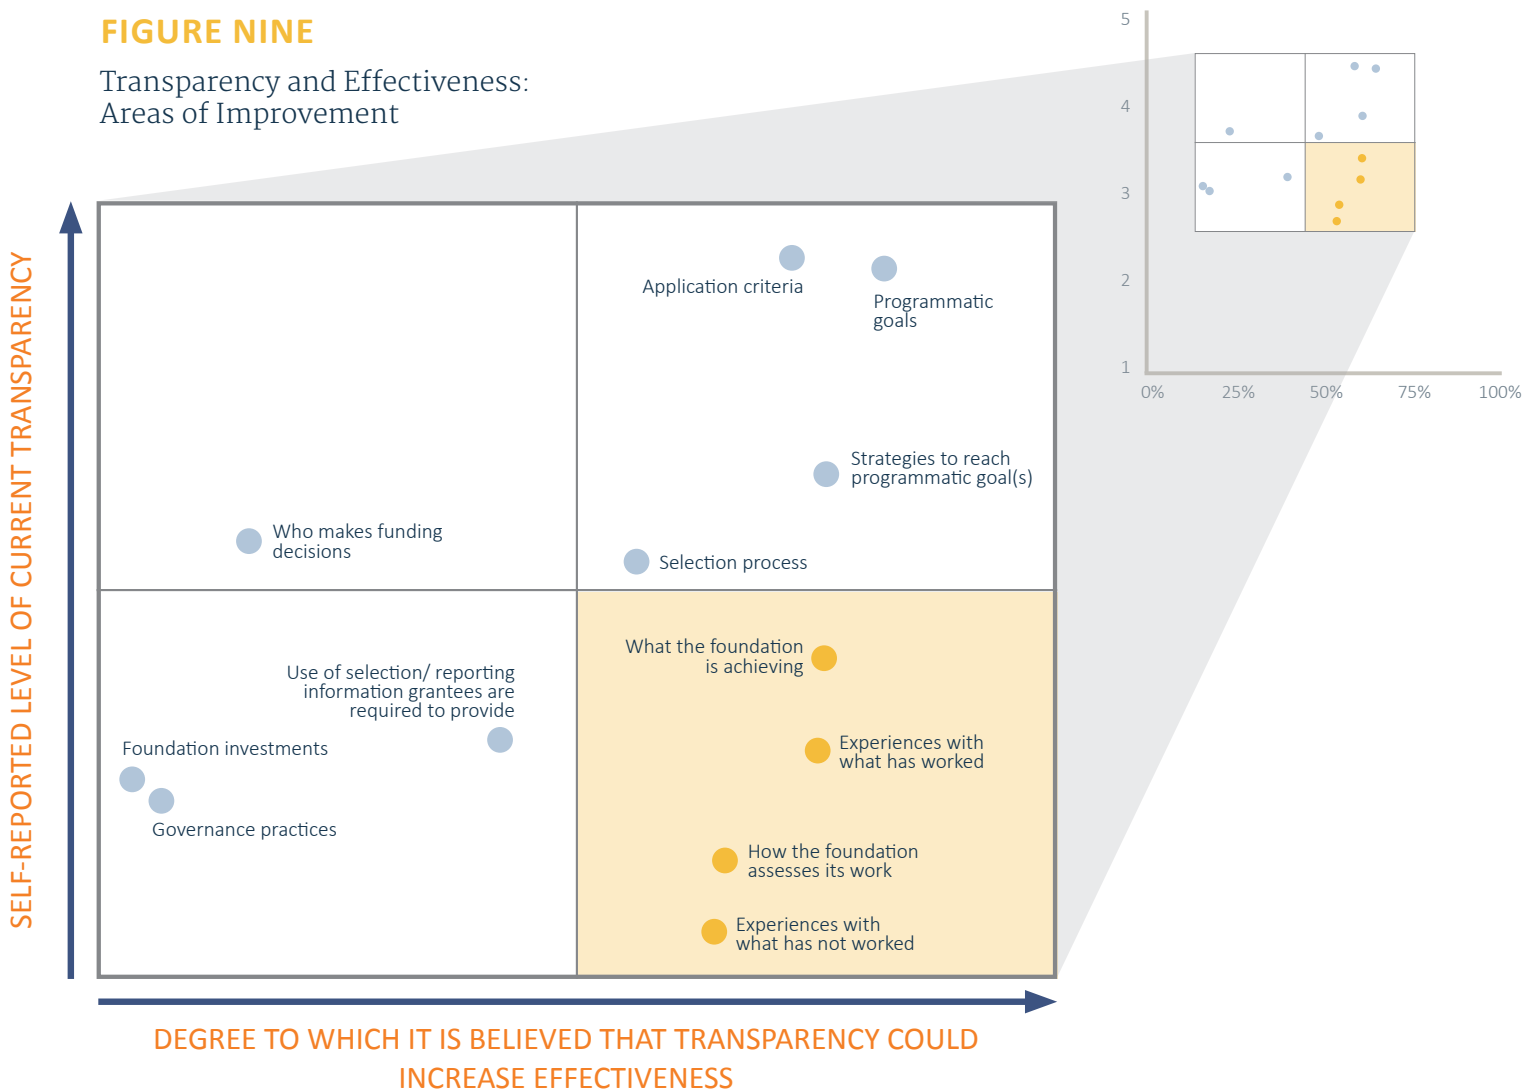 FIGURE NINE
Transparency and Effectiveness:
Areas of Improvement
5
4
3
2
1
0%
25%
50%
75%
100%
SELF-REPORTED LEVEL OF CURRENT TRANSPARENCY
Application criteria
Programmatic
goals
Strategies to reach
programmatic goal(s)
Who makes funding
decisions
Selection process
What the foundation
is achieving
Use of selection/ reporting
information grantees are
required to provide
Foundation investments
Governance practices
Experiences with
what has worked
How the foundation
assesses its work
Experiences with
what has not worked
DEGREE TO WHICH IT IS BELIEVED THAT TRANSPARENCY COULD
INCREASE EFFECTIVENESS